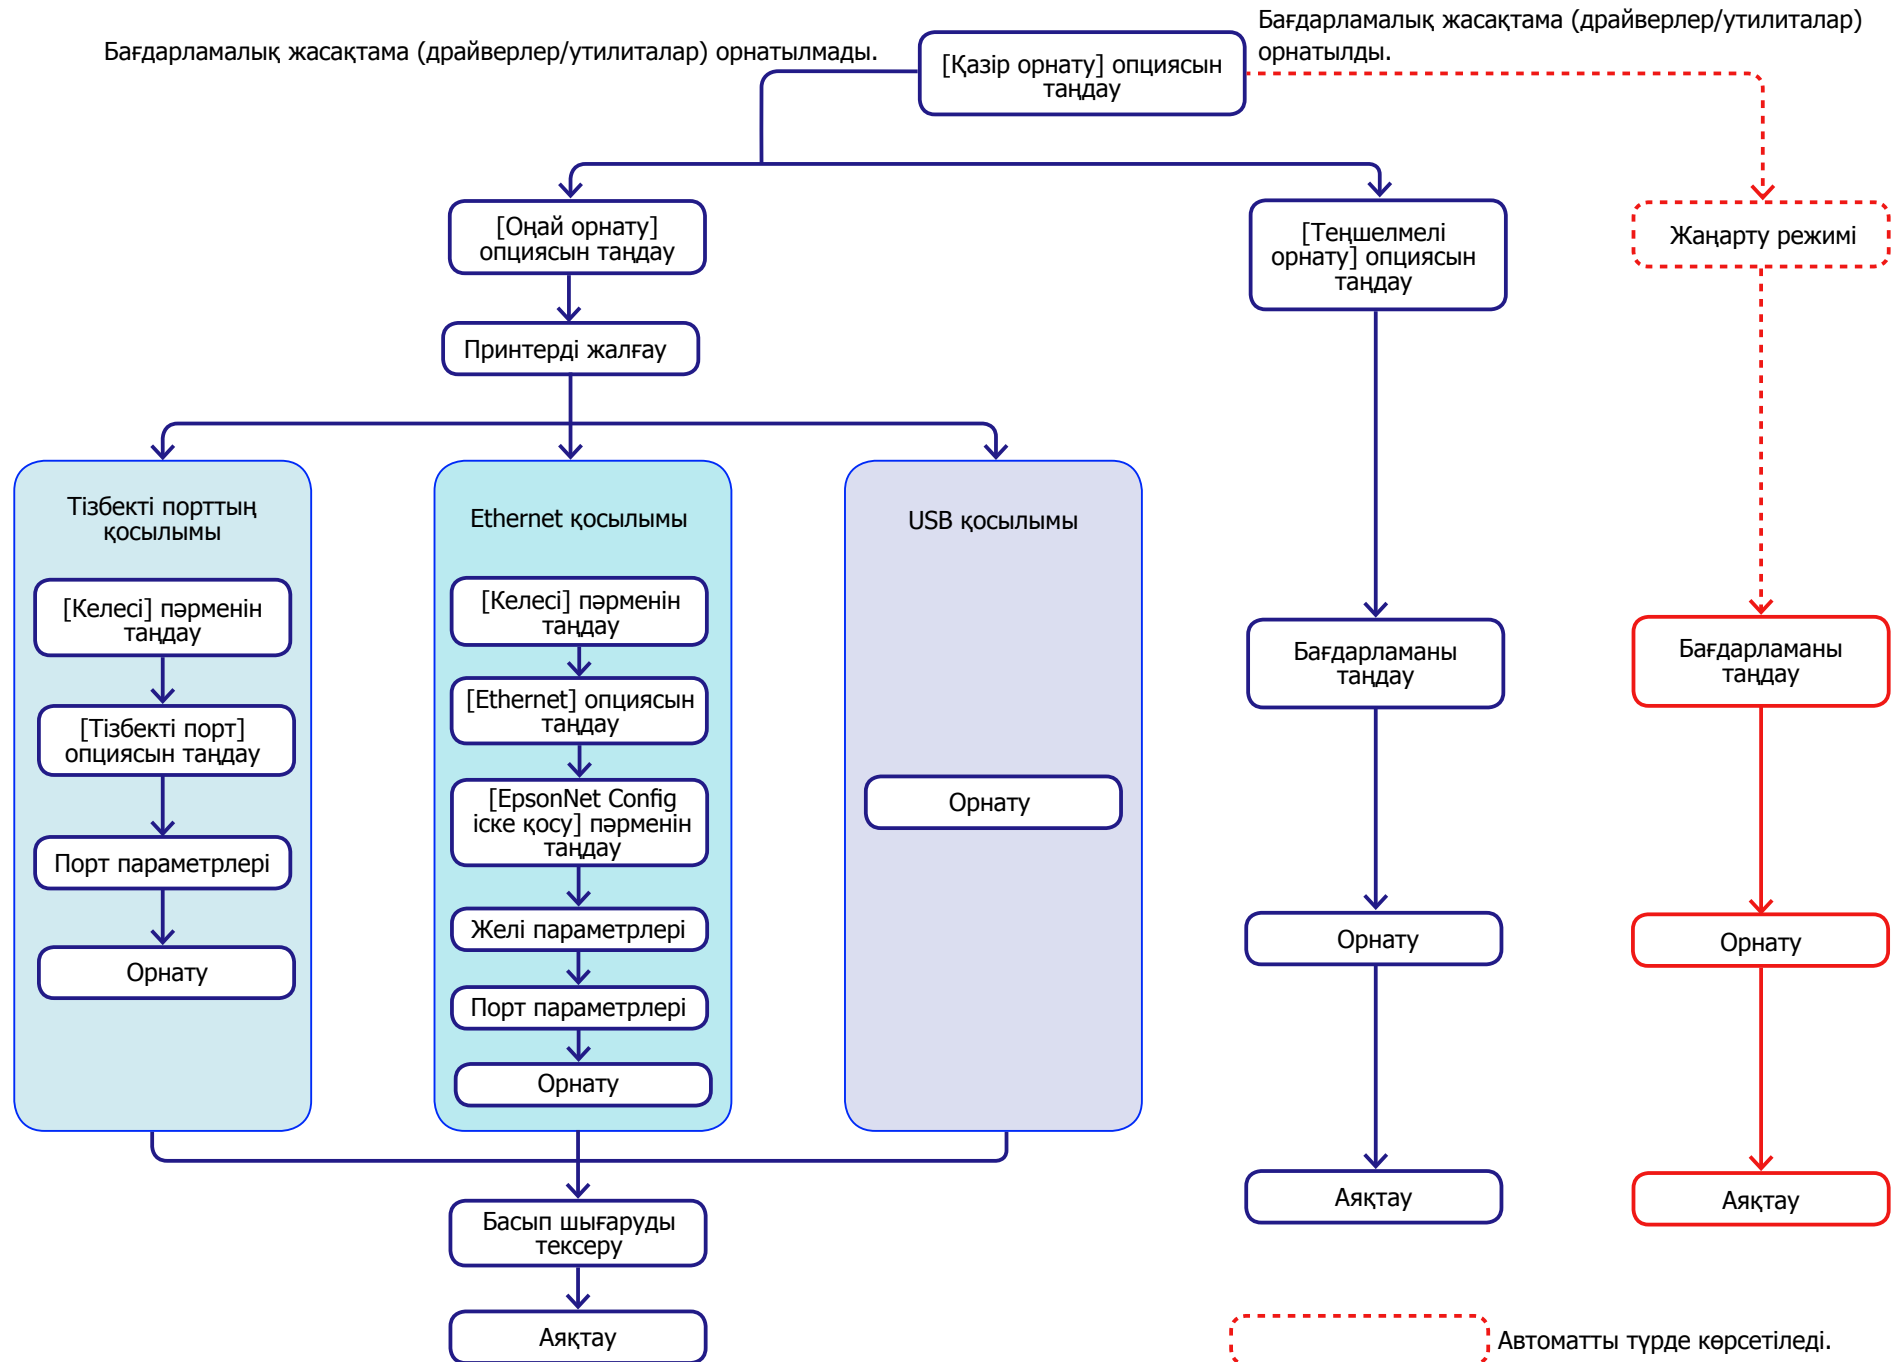 Бағдарламалық жасақтама (драйверлер/утилиталар) орнатылмады.
[Қазір орнату] опциясын
таңдау
Бағдарламалық жасақтама (драйверлер/утилиталар)
орнатылды.
[Оңай орнату]
опциясын таңдау
[Теңшелмелі
орнату] опциясын
таңдау
Жаңарту режимі
Принтерді жалғау
Тізбекті порттың
қосылымы
[Келесі] пәрменін
таңдау
[Тізбекті порт]
опциясын таңдау
Порт параметрлері
Орнату
Ethernet қосылымы
[Келесі] пәрменін
таңдау
[Ethernet] опциясын
таңдау
[EpsonNet Config
іске қосу] пәрменін
таңдау
Желі параметрлері
Порт параметрлері
Орнату
USB қосылымы
Орнату
Бағдарламаны
таңдау
Орнату
Аяқтау
Бағдарламаны
таңдау
Орнату
Аяқтау
Басып шығаруды
тексеру
Аяқтау
Автоматты түрде көрсетіледі.